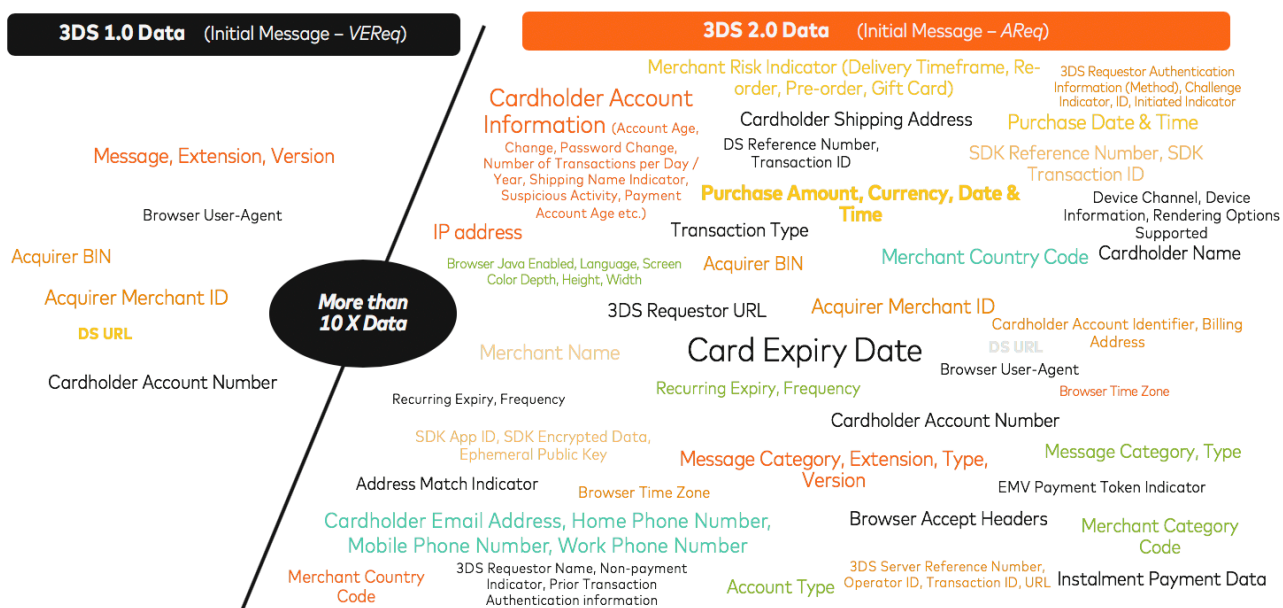 3DS 1.0 Data (Initial Message – VEReq)
Message, Extension, Version
Browser User-Agent
Acquirer BIN
Acquirer Merchant ID
DS URL
Cardholder Account Number
More than
10 X Data
3DS 2.0 Data (Initial Message – AReq)
Merchant Risk Indicator (Delivery Timeframe, Re-
order, Pre-order, Gift Card)
3DS Requestor Authentication
Information (Method), Challenge
Indicator, ID, Initiated Indicator
Cardholder Account
Information (Account Age,
Change, Password Change,
Number of Transactions per Day /
Year, Shipping Name Indicator,
Suspicious Activity, Payment
Account Age etc.)
Cardholder Shipping Address
Purchase Date & Time
DS Reference Number,
Transaction ID
SDK Reference Number, SDK
Transaction ID
Purchase Amount, Currency, Date &
Time
Device Channel, Device
Information, Rendering Options
Supported
IP address
Transaction Type
Merchant Country Code
Cardholder Name
Browser Java Enabled, Language, Screen
Color Depth, Height, Width
Acquirer BIN
3DS Requestor URL
Acquirer Merchant ID
Cardholder Account Identifier, Billing
Address
Merchant Name
Card Expiry Date
DS URL
Browser User-Agent
Recurring Expiry, Frequency
Browser Time Zone
Recurring Expiry, Frequency
Cardholder Account Number
SDK App ID, SDK Encrypted Data,
Ephemeral Public Key
Message Category, Extension, Type,
Version
Message Category, Type
Address Match Indicator
Browser Time Zone
EMV Payment Token Indicator
Cardholder Email Address, Home Phone Number,
Mobile Phone Number, Work Phone Number
Browser Accept Headers
Merchant Category
Code
Merchant Country
Code
3DS Requestor Name, Non-payment
Indicator, Prior Transaction
Authentication information
Account Type
3DS Server Reference Number,
Operator ID, Transaction ID, URL
Instalment Payment Data